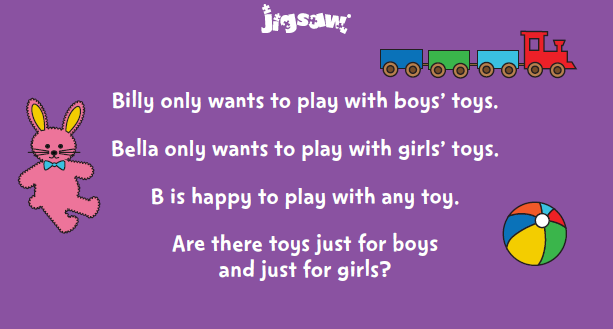 jigsaw
Billy only wants to play with boys’ toys.
Bella only wants to play with girls’ toys.
B is happy to play with any toy.
Are there toys just for boys
and just for girls?